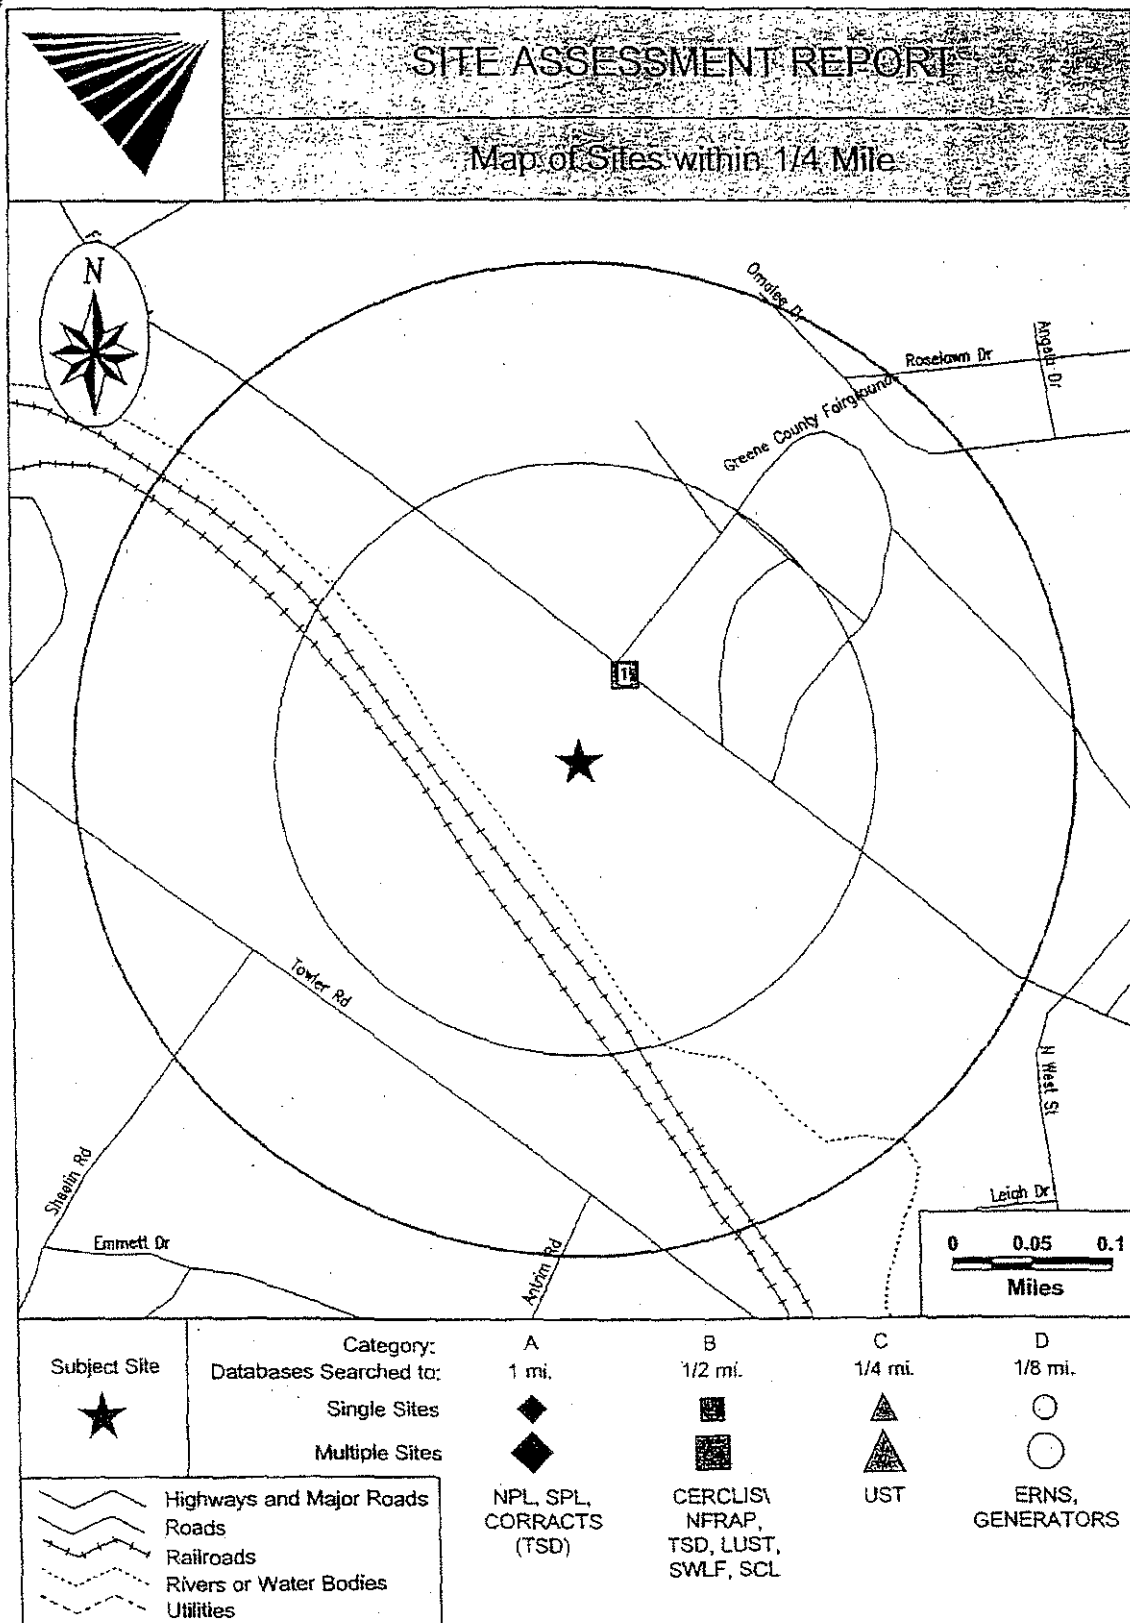 SITE ASSESSMENT REPORT
Map of Sites within 1/4 Mile
N
Omalee Dr
Roselawn Dr
Angela Dr
Greene County Fairgrounds
1
Towler Rd
N West St
Sheelin Rd
Leigh Dr
Emmett Dr
Antrim Rd
0 0.05 0.1
Miles
Subject Site
Category: A B C D
Databases Searched to: 1 mi. 1/2 mi. 1/4 mi. 1/8 mi.
Single Sites
Multiple Sites
NPL, SPL, CORRACTS (TSD)
CERCLIS\ NFRAP, TSD, LUST, SWLF, SCL
UST
ERNS, GENERATORS
Highways and Major Roads
Roads
Railroads
Rivers or Water Bodies
Utilities